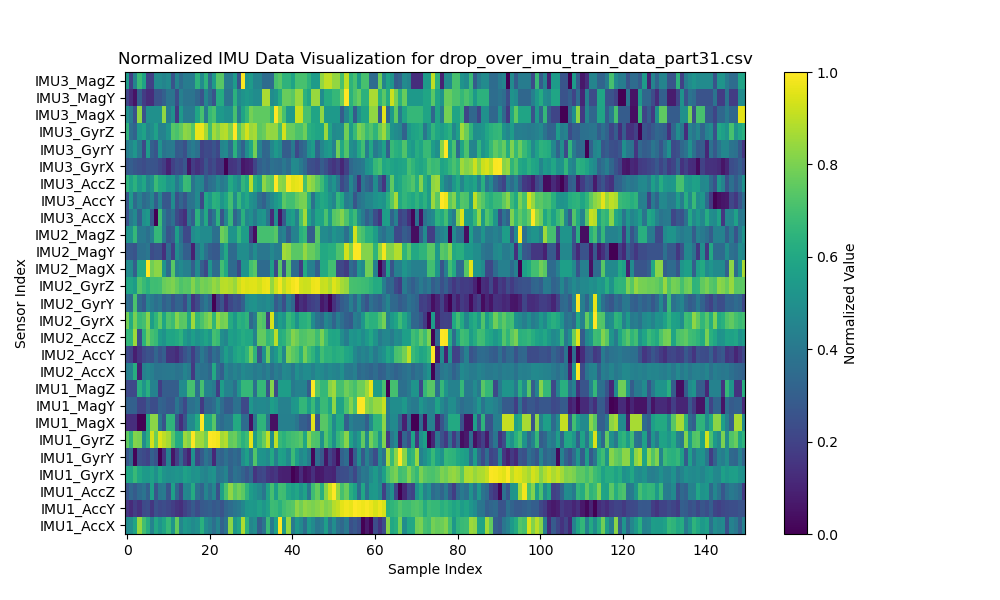 Normalized IMU Data Visualization for drop_over_imu_train_data_part31.csv
IMU3_MagZ
IMU3_MagY
IMU3_MagX
IMU3_GyrZ
IMU3_GyrY
IMU3_GyrX
IMU3_AccZ
IMU3_AccY
IMU3_AccX
IMU2_MagZ
IMU2_MagY
IMU2_MagX
IMU2_GyrZ
IMU2_GyrY
IMU2_GyrX
IMU2_AccZ
IMU2_AccY
IMU2_AccX
IMU1_MagZ
IMU1_MagY
IMU1_MagX
IMU1_GyrZ
IMU1_GyrY
IMU1_GyrX
IMU1_AccZ
IMU1_AccY
IMU1_AccX
Sensor Index
0 20 40 60 80 100 120 140
Sample Index
1.0
0.8
0.6
0.4
0.2
0.0
Normalized Value